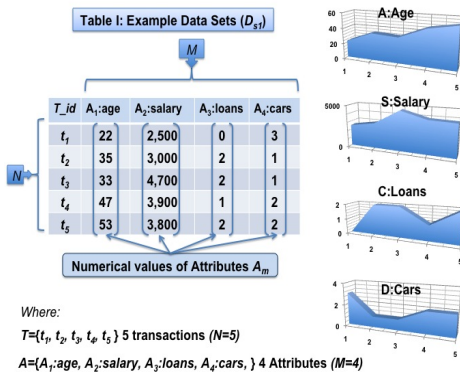 Table I: Example Data Sets (Ds1)
M
T_id A1:age A2:salary A3:loans A4:cars
t1 22 2,500 0 3
t2 35 3,000 2 1
t3 33 4,700 2 1
t4 47 3,900 1 2
t5 53 3,800 2 2
N
Numerical values of Attributes Am
Where:
T={t1, t2, t3, t4, t5 } 5 transactions (N=5)
A={A1:age, A2:salary, A3:loans, A4:cars, } 4 Attributes (M=4)
A:Age
60
40
20
0
1 2 3 4 5
S:Salary
5000
0
1 2 3 4 5
C:Loans
2
1
0
1 2 3 4 5
D:Cars
4
2
0
1 2 3 4 5